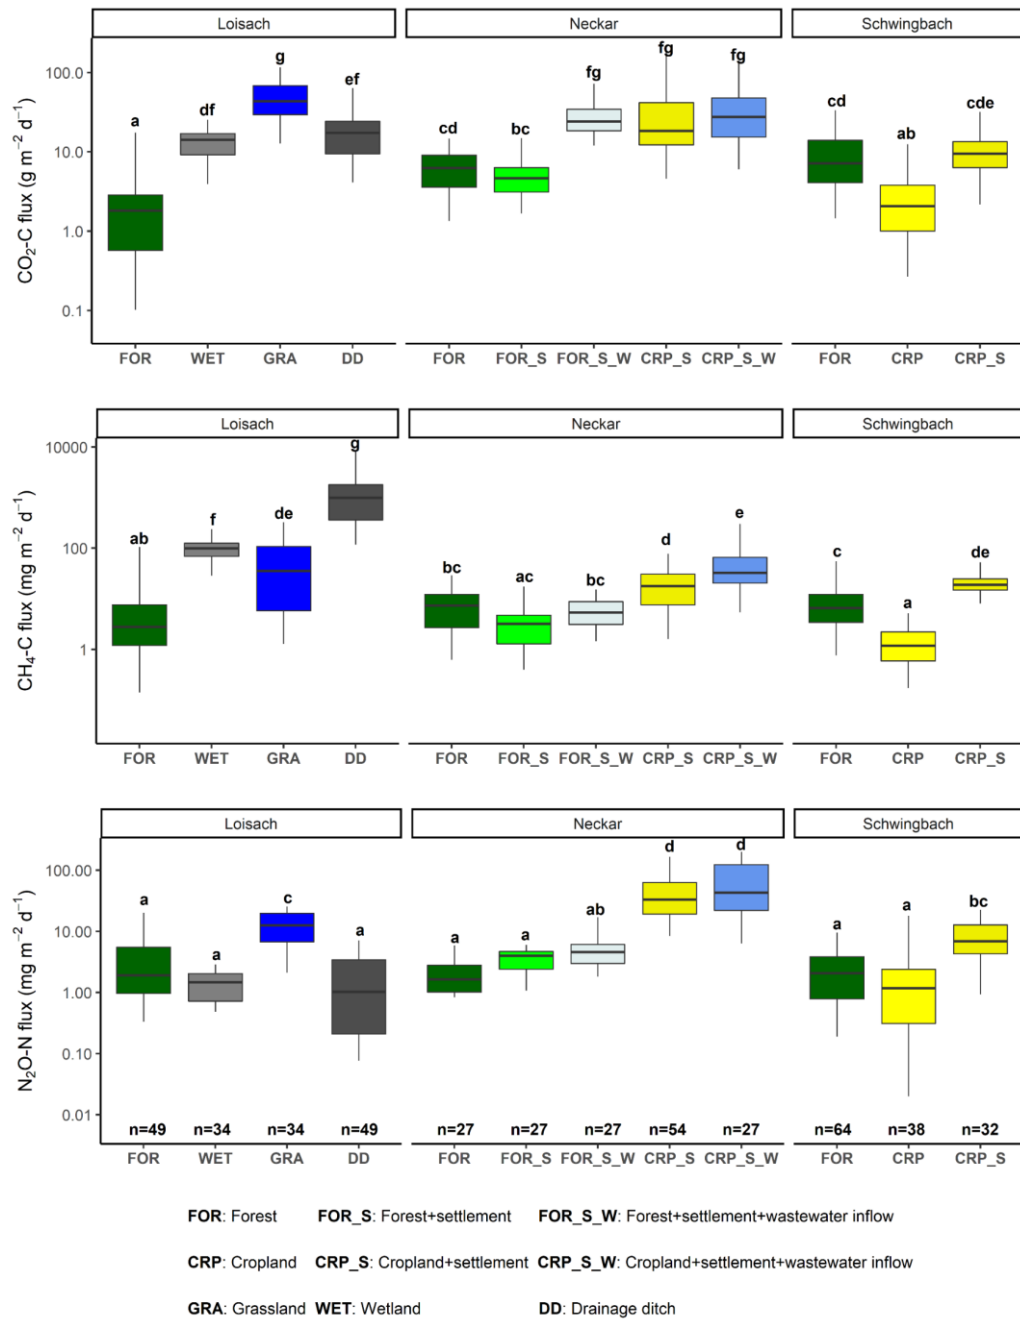 Loisach Neckar Schwingbach
CO₂-C flux (g m⁻² d⁻¹)
100.0
10.0
1.0
0.1
a df g ef cd bc fg fg fg cd ab cde
FOR WET GRA DD FOR FOR_S FOR_S_W CRP_S CRP_S_W FOR CRP CRP_S
Loisach Neckar Schwingbach
CH₄-C flux (mg m⁻² d⁻¹)
10000
100
1
ab f de g bc ac bc d e c a de
FOR WET GRA DD FOR FOR_S FOR_S_W CRP_S CRP_S_W FOR CRP CRP_S
Loisach Neckar Schwingbach
N₂O-N flux (mg m⁻² d⁻¹)
100.00
10.00
1.00
0.10
0.01
a a c a a a ab d d a a bc
n=49 n=34 n=34 n=49 n=27 n=27 n=27 n=54 n=27 n=64 n=38 n=32
FOR WET GRA DD FOR FOR_S FOR_S_W CRP_S CRP_S_W FOR CRP CRP_S
FOR: Forest FOR_S: Forest+settlement FOR_S_W: Forest+settlement+wastewater inflow
CRP: Cropland CRP_S: Cropland+settlement CRP_S_W: Cropland+settlement+wastewater inflow
GRA: Grassland WET: Wetland DD: Drainage ditch